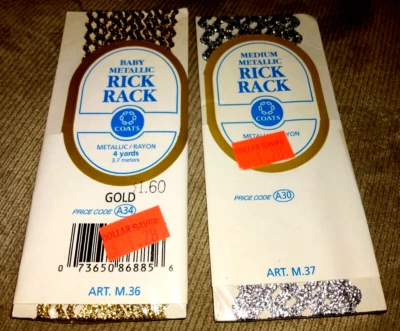 BABY
METALLIC
RICK
RACK
COATS
METALLIC/RAYON
4 yards
3.7 meters
1.60
GOLD
PRICE CODE A34
DOLLAR SAVER
0 73650 86885 6
ART. M.36
MEDIUM
METALLIC
RICK
RACK
COATS
METALLIC/RAYON
DOLLAR SAVER
PRICE CODE A30
ART. M.37